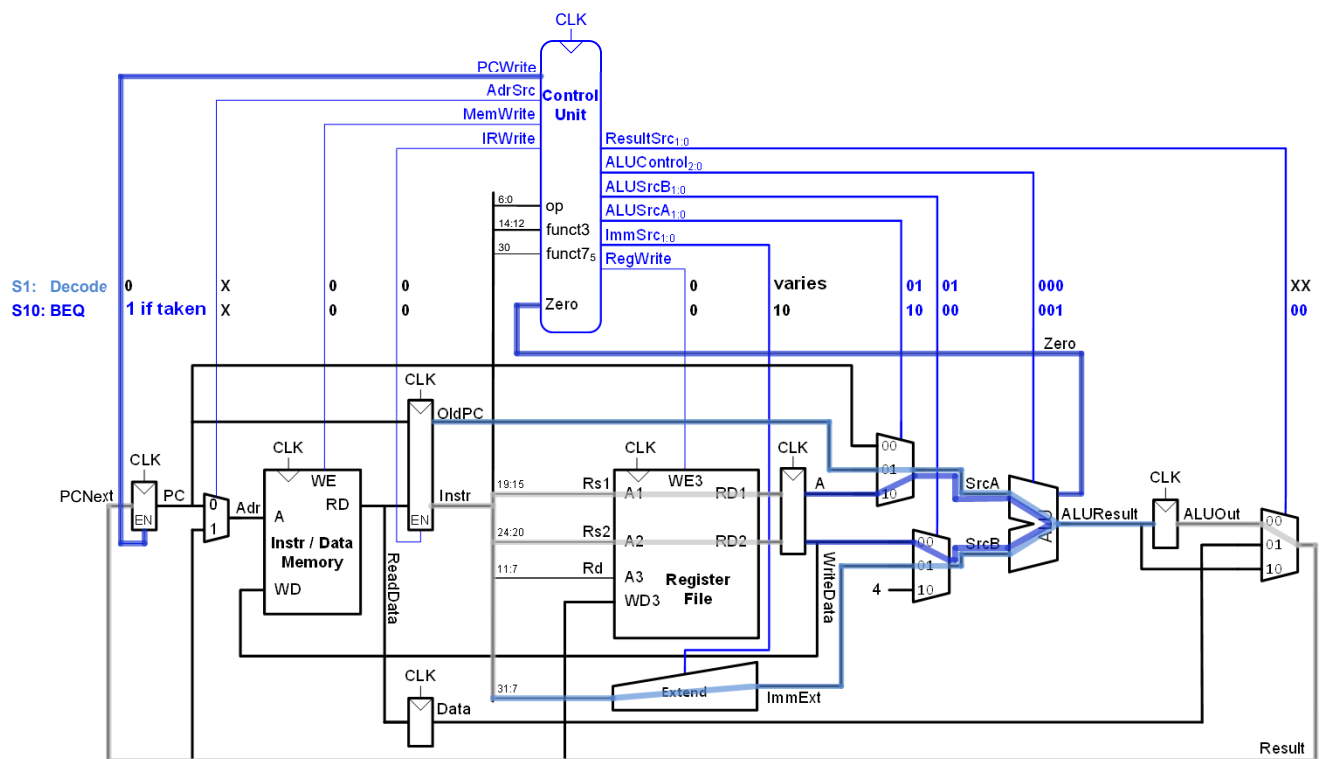 CLK
PCWrite
AdrSrc
MemWrite
IRWrite
Control
Unit
ResultSrc1:0
ALUControl2:0
ALUSrcB1:0
ALUSrcA1:0
ImmSrc1:0
RegWrite
6:0 op
14:12 funct3
30 funct75
Zero
S1: Decode 0 X 0 0 0 varies 01 01 000 XX
S10: BEQ 1 if taken X 0 0 0 10 10 00 001 00
Zero
CLK
OldPC
CLK
CLK
CLK
CLK
CLK
PCNext
PC
EN
0
1
Adr
WE
RD
A
Instr / Data
Memory
WD
ReadData
EN
Instr
19:15 Rs1
24:20 Rs2
11:7 Rd
A1
A2
A3
WD3
WE3
RD1
RD2
Register
File
A
WriteData
00
01
10
SrcA
00
01
10
4
SrcB
ALU
ALUResult
ALUOut
00
01
10
31:7
Extend
ImmExt
CLK
Data
Result